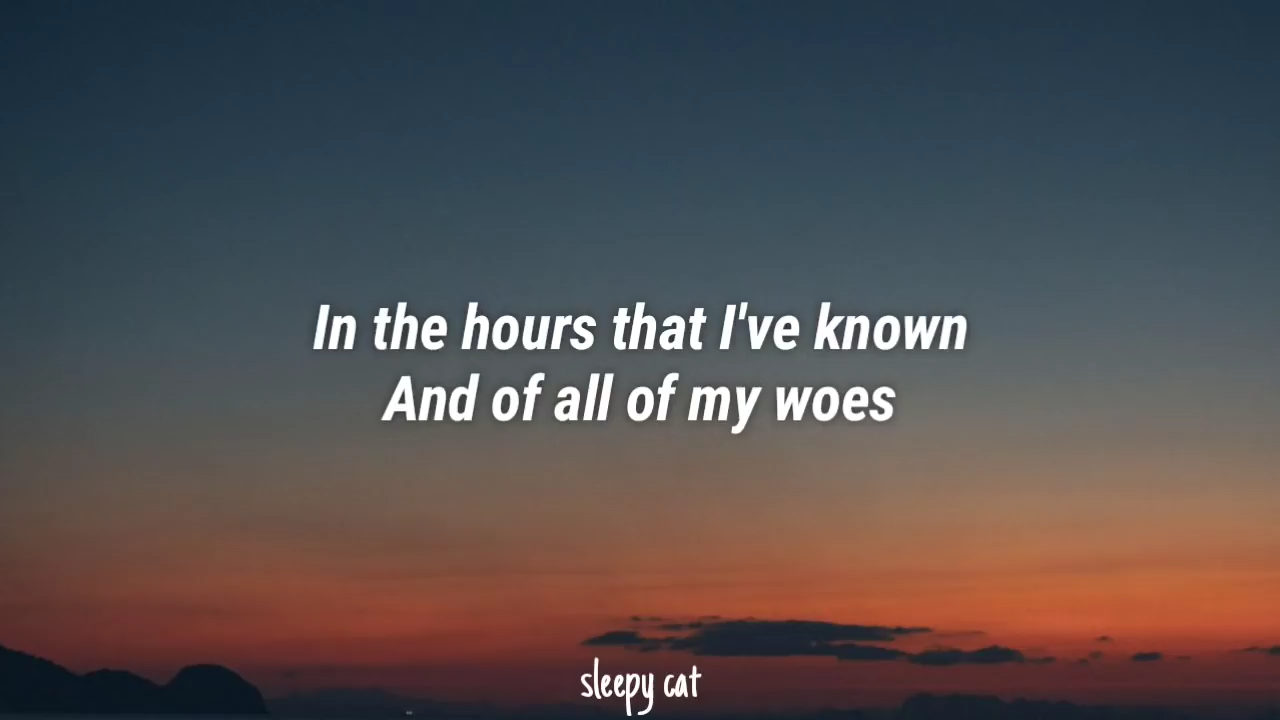 In the hours that I've known
And of all of my woes
sleepy cat